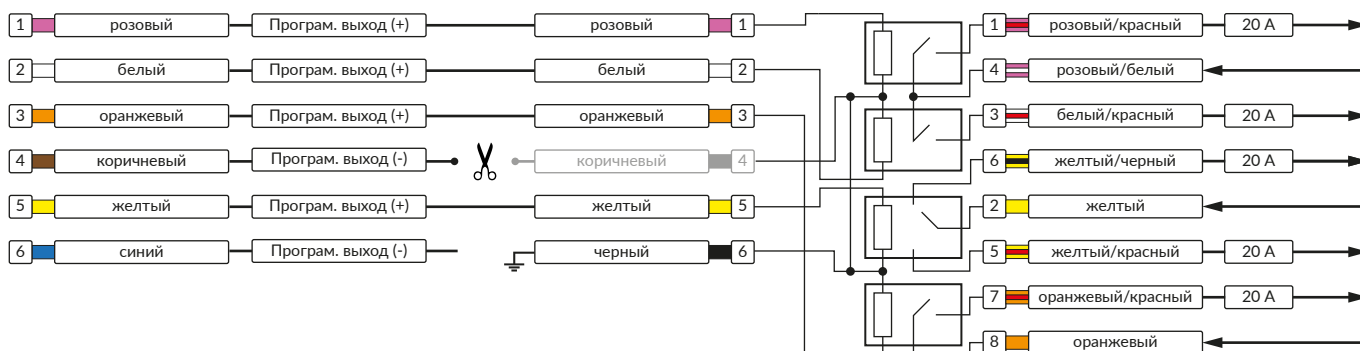 1 розовый Програм. выход (+) розовый 1 1 розовый/красный 20 A
2 белый Програм. выход (+) белый 2 4 розовый/белый
3 оранжевый Програм. выход (+) оранжевый 3 3 белый/красный 20 A
4 коричневый Програм. выход (-) коричневый 4 6 желтый/черный 20 A
5 желтый Програм. выход (+) желтый 5 2 желтый
6 синий Програм. выход (-) черный 6 5 желтый/красный 20 A
7 оранжевый/красный 20 A
8 оранжевый